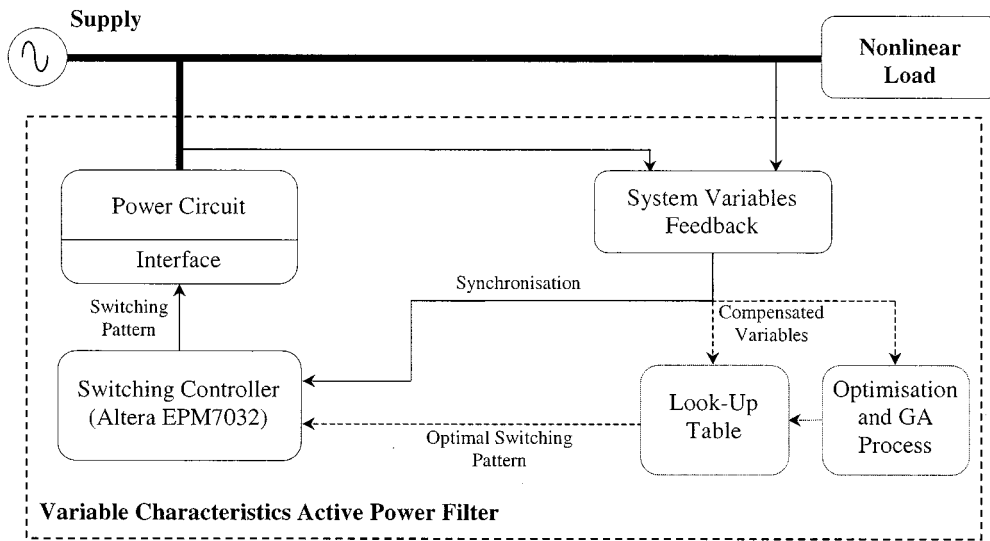 Supply
Nonlinear
Load
Power Circuit
Interface
System Variables
Feedback
Synchronisation
Switching
Pattern
Compensated
Variables
Switching Controller
(Altera EPM7032)
Look-Up
Table
Optimisation
and GA
Process
Optimal Switching
Pattern
Variable Characteristics Active Power Filter